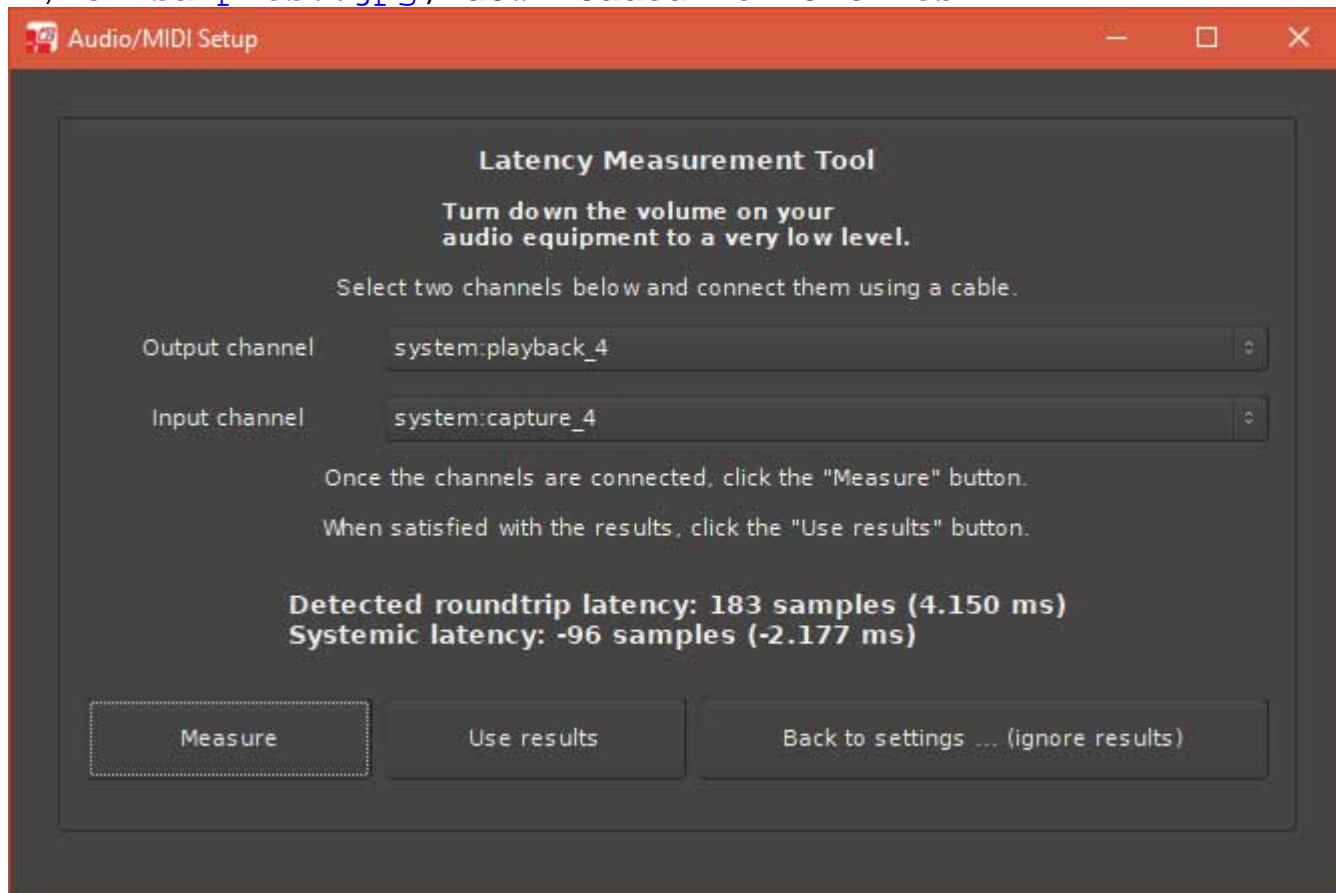 Audio/MIDI Setup
Latency Measurement Tool
Turn down the volume on your
audio equipment to a very low level.
Select two channels below and connect them using a cable.
Output channel system:playback_4
Input channel system:capture_4
Once the channels are connected, click the "Measure" button.
When satisfied with the results, click the "Use results" button.
Detected roundtrip latency: 183 samples (4.150 ms)
Systemic latency: -96 samples (-2.177 ms)
Measure Use results Back to settings ... (ignore results)